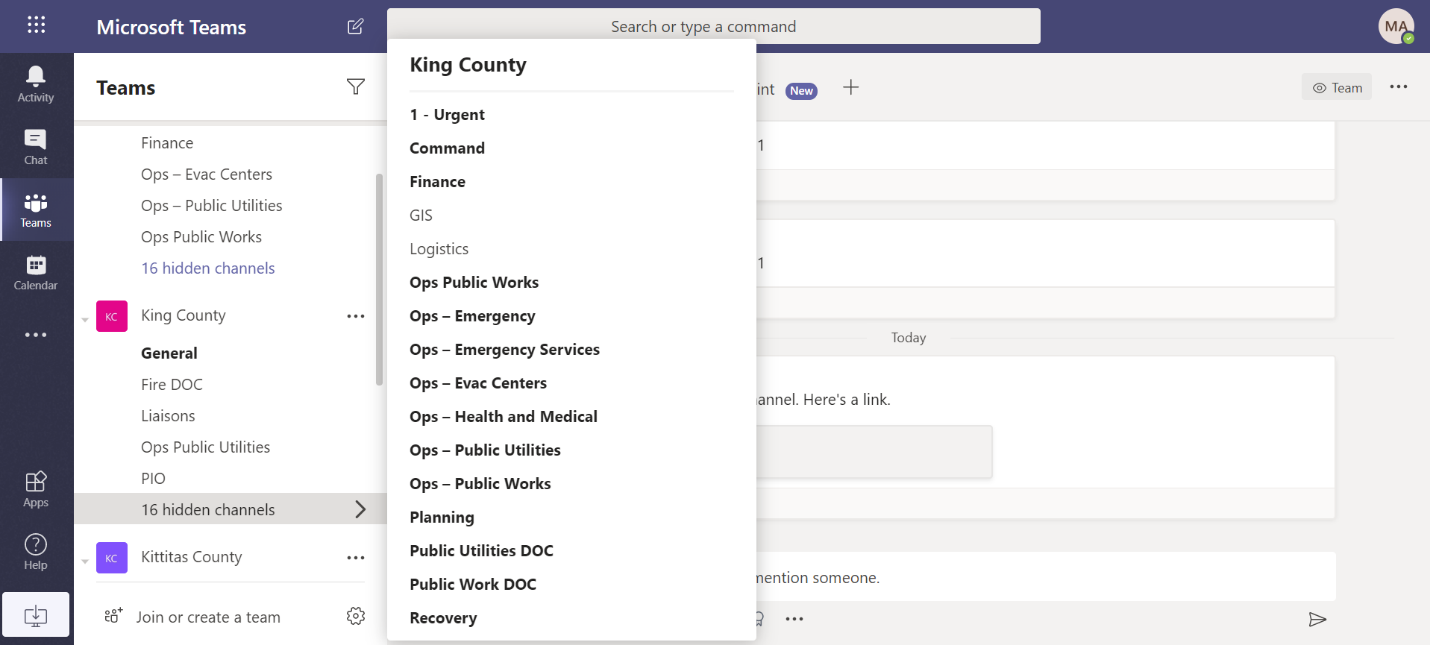 Microsoft Teams
Search or type a command
MA
Activity
Chat
Teams
Calendar
Apps
Help
Teams
Finance
Ops – Evac Centers
Ops – Public Utilities
Ops Public Works
16 hidden channels
KC King County
General
Fire DOC
Liaisons
Ops Public Utilities
PIO
16 hidden channels
KC Kittitas County
Join or create a team
King County
1 - Urgent
Command
Finance
GIS
Logistics
Ops Public Works
Ops – Emergency
Ops – Emergency Services
Ops – Evac Centers
Ops – Health and Medical
Ops – Public Utilities
Ops – Public Works
Planning
Public Utilities DOC
Public Work DOC
Recovery
int New
Team
1
1
Today
annel. Here's a link.
mention someone.